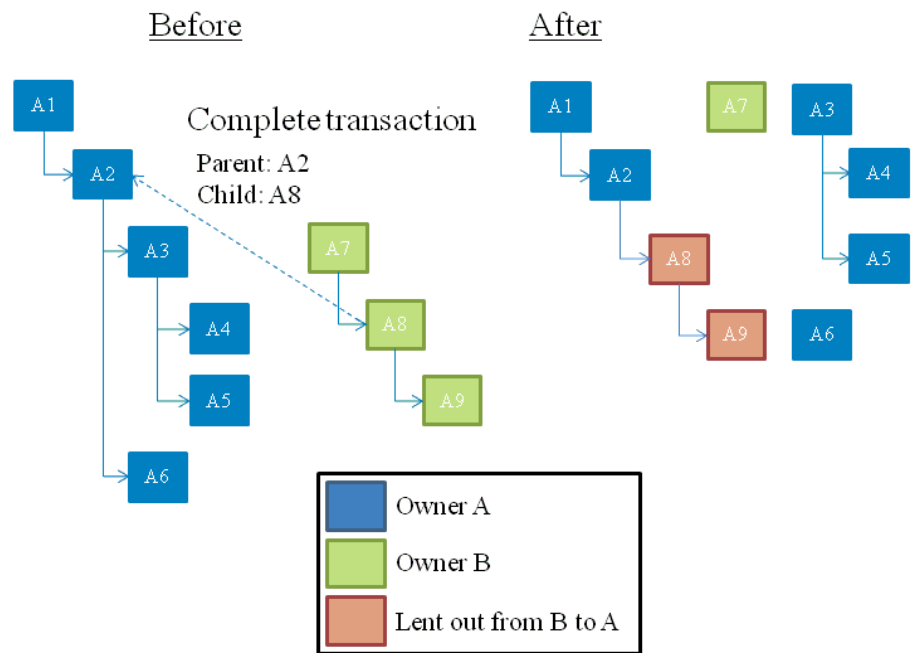 Before
After
A1
A2
Complete transaction
Parent: A2
Child: A8
A3
A4
A5
A6
A7
A8
A9
A1
A2
A8
A9
A7
A3
A4
A5
A6
Owner A
Owner B
Lent out from B to A